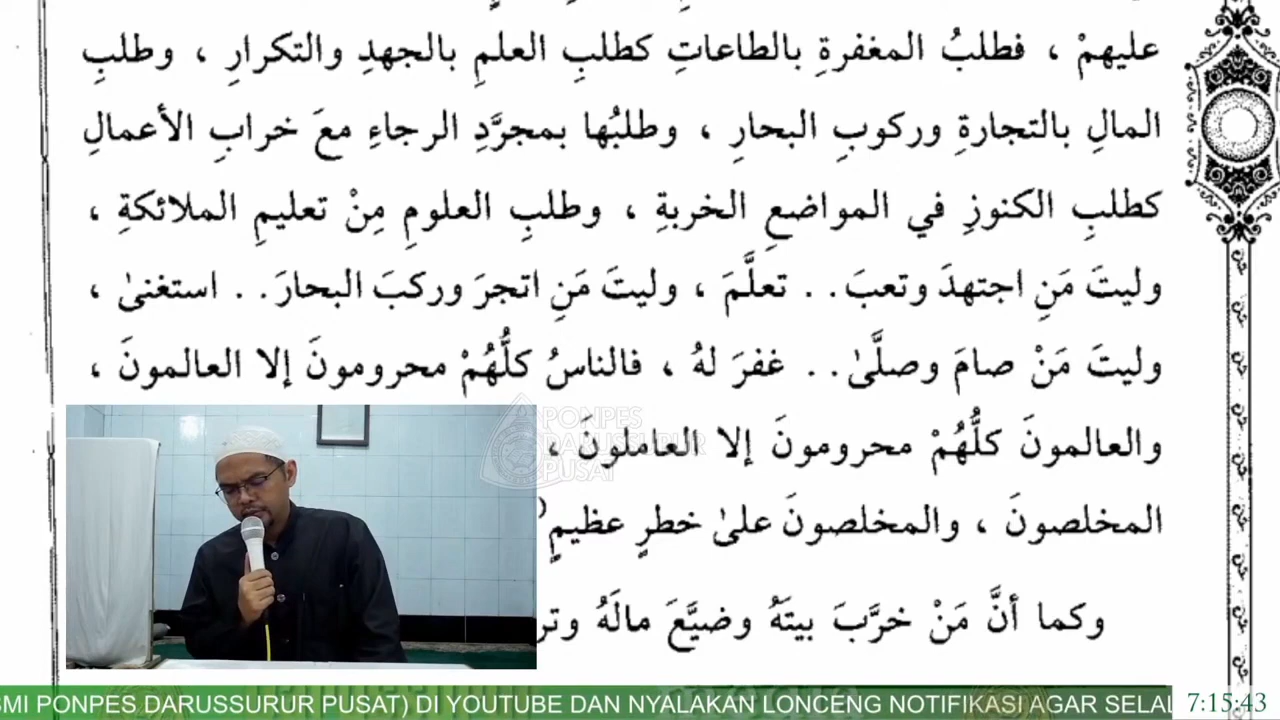 عليهمْ ، فطلبُ المغفرةِ بالطاعاتِ كطلبِ العلمِ بالجهدِ والتكرارِ ، وطلبِ
المالِ بالتجارةِ وركوبِ البحارِ ، وطلبُها بمجرَّدِ الرجاءِ معَ خرابِ الأعمالِ
كطلبِ الكنوزِ في المواضعِ الخربةِ ، وطلبِ العلومِ مِنْ تعليمِ الملائكةِ ،
وليتَ مَنِ اجتهدَ وتعبَ. . تعلَّمَ ، وليتَ مَنِ اتجرَ وركبَ البحارَ. . استغنىٰ ،
وليتَ مَنْ صامَ وصلَّىٰ. . غفرَ لهُ ، فالناسُ كلُّهُمْ محرومونَ إلا العالمونَ ،
والعالمونَ كلُّهُمْ محرومونَ إلا العاملونَ ،
المخلصونَ ، والمخلصونَ علىٰ خطرٍ عظيمٍ
وكما أنَّ مَنْ خرَّبَ بيتَهُ وضيَّعَ مالَهُ
PONPES
DARUSSURUR
PUSAT
PONPES DARUSSURUR PUSAT) DI YOUTUBE DAN NYALAKAN LONCENG NOTIFIKASI AGAR
7:15:43